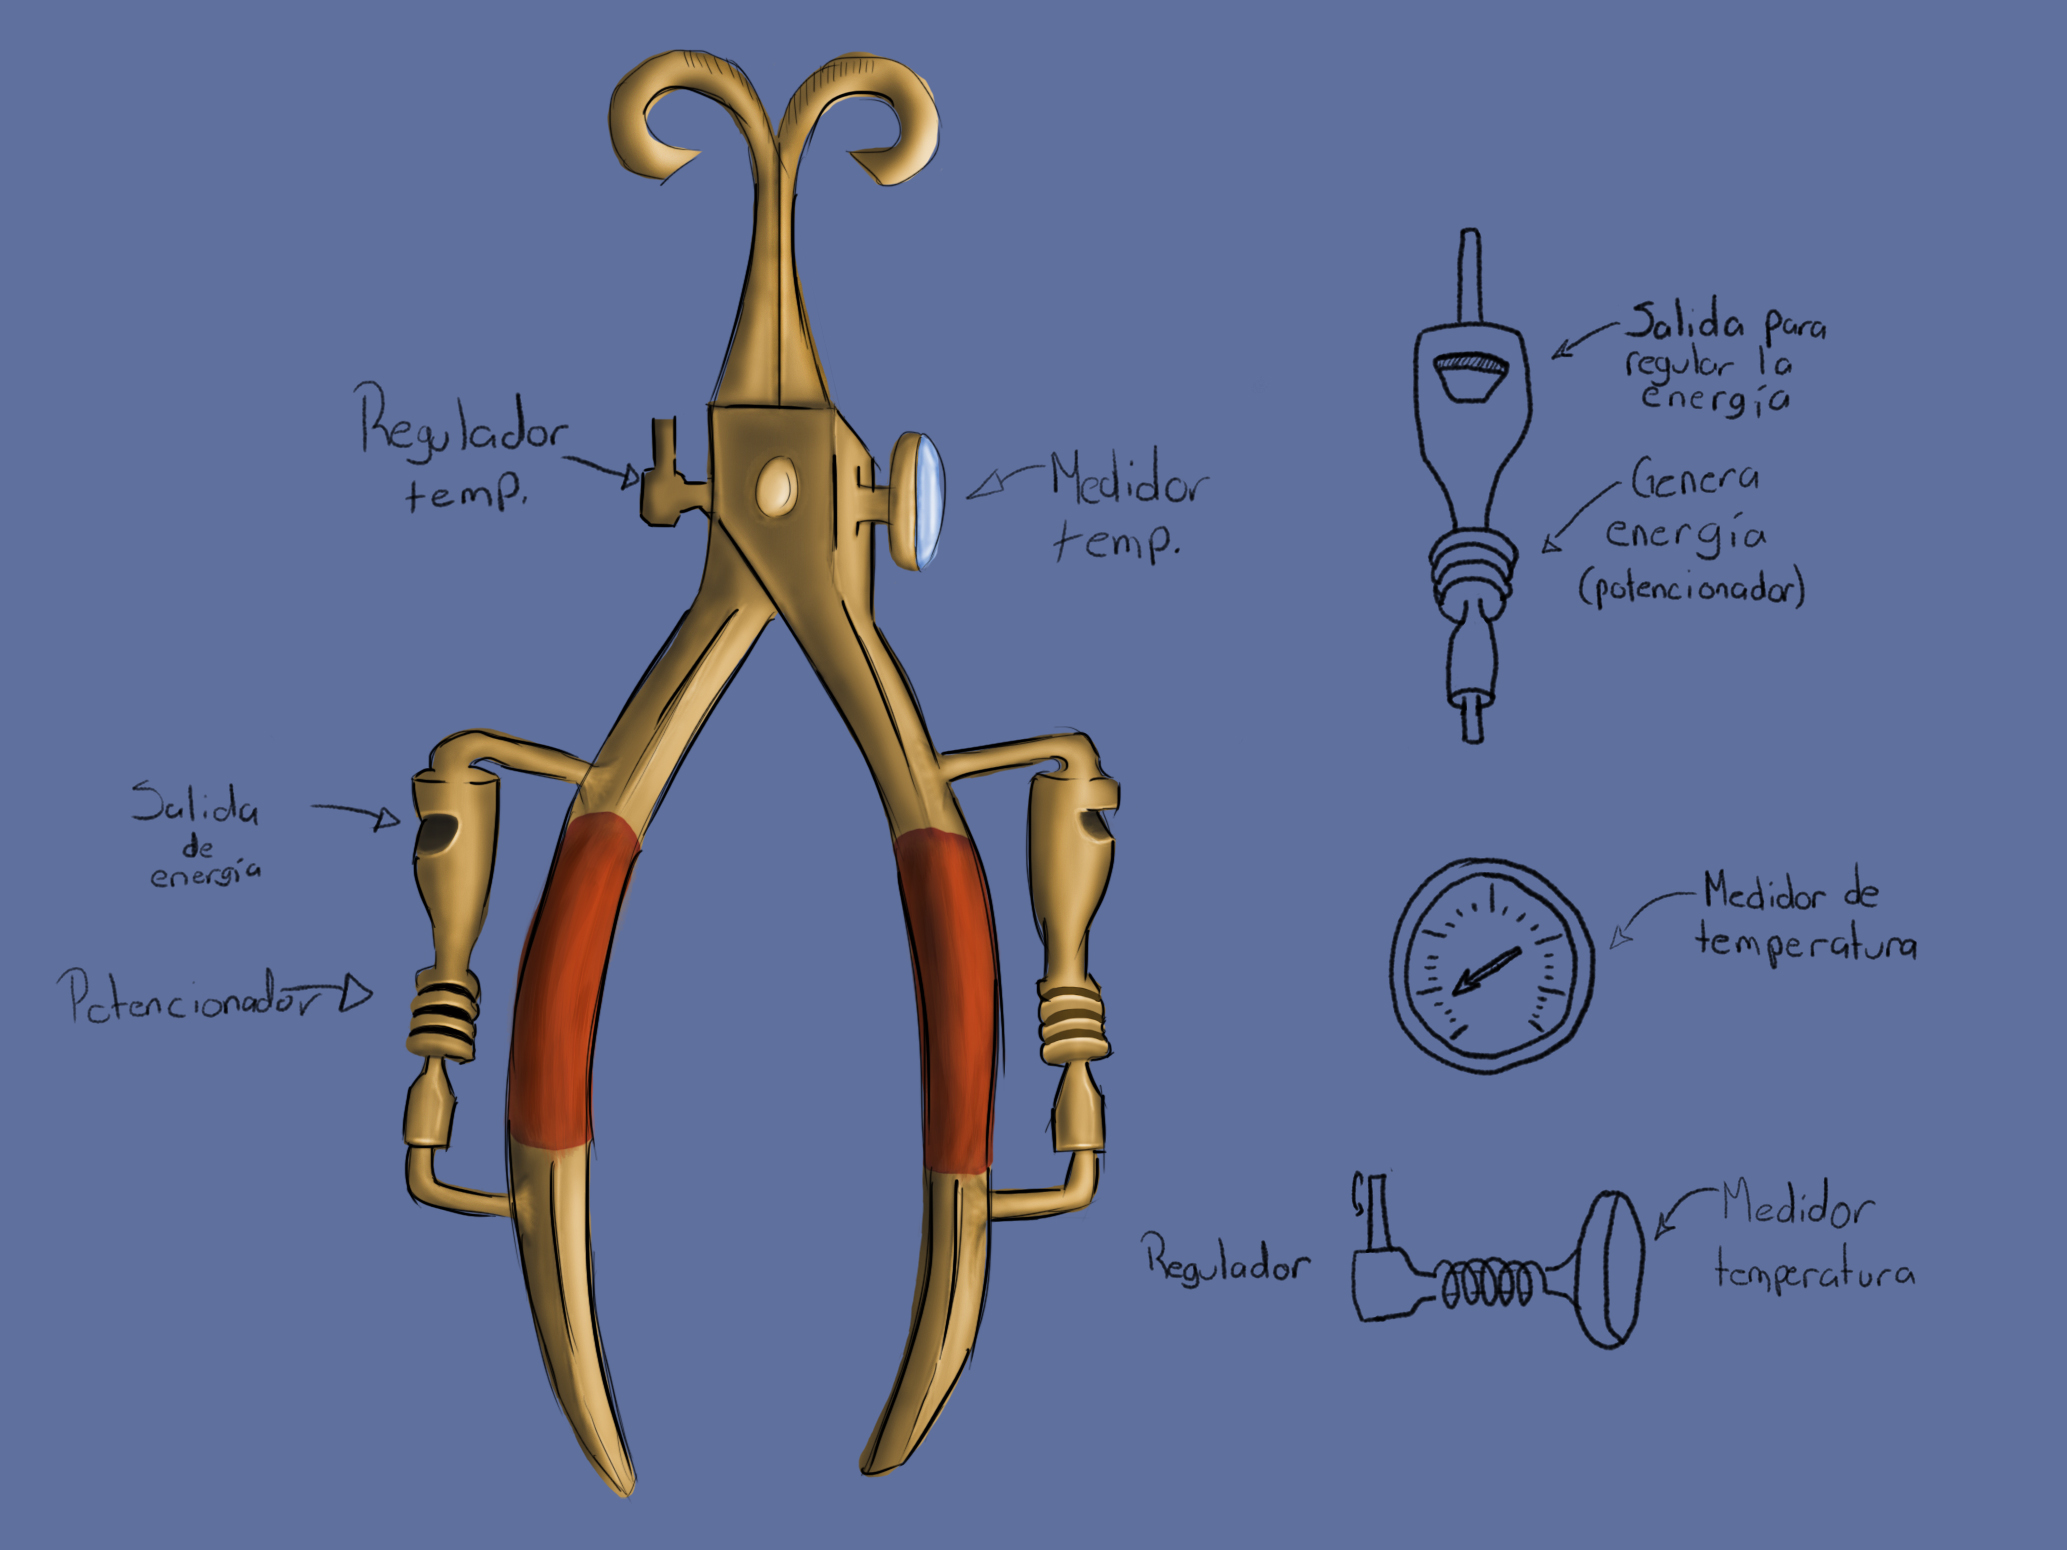 Regulador
temp.
Medidor
temp.
Salida
de
energía
Potencionador
Salida para
regular la
energía
Genera
energía
(potencionador)
Medidor de
temperatura
Regulador
Medidor
temperatura